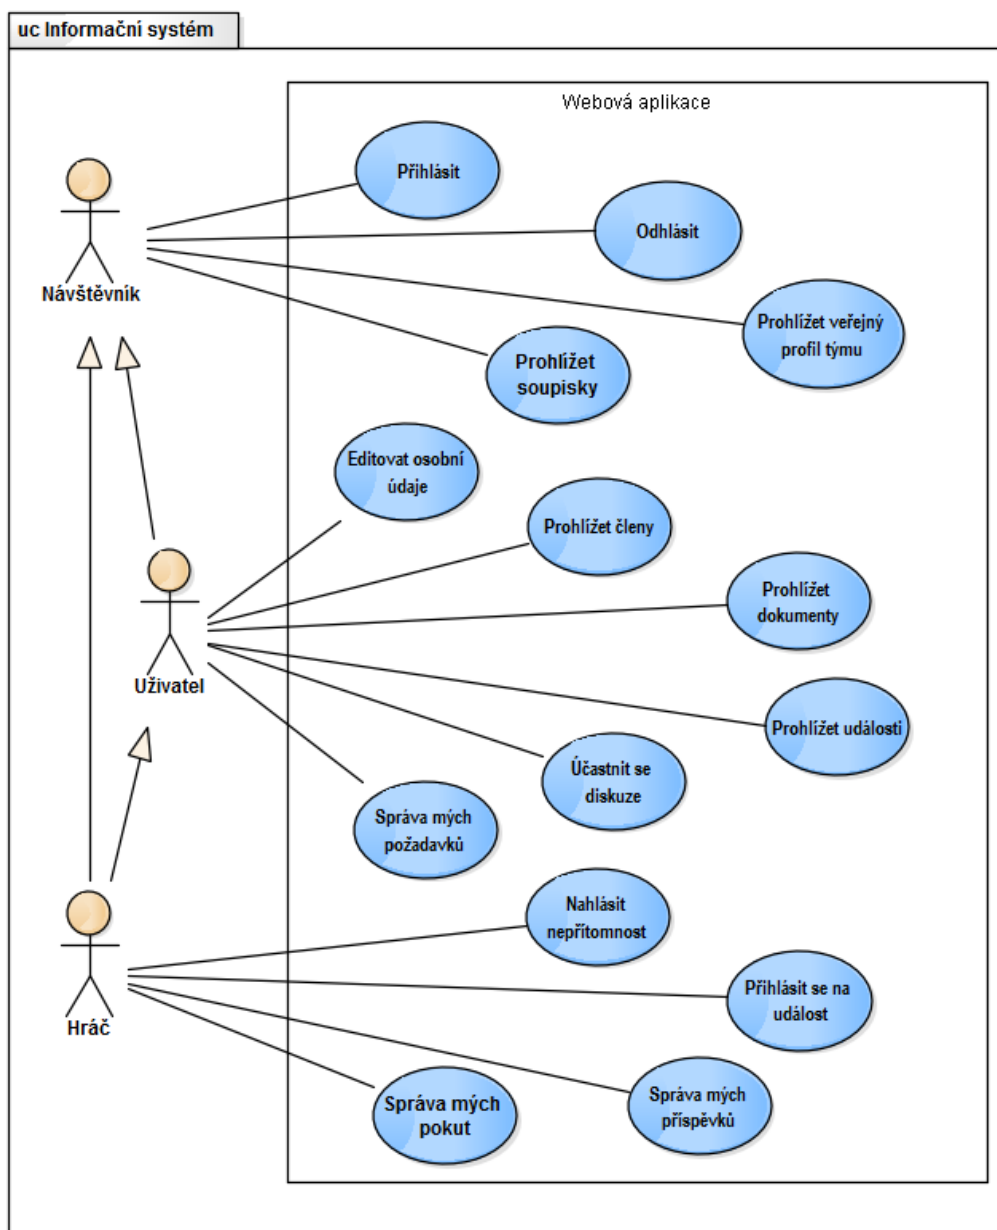 uc Informační systém
Webová aplikace
Přihlásit
Odhlásit
Návštěvník
Prohlížet veřejný
profil týmu
Prohlížet
soupisky
Editovat osobní
údaje
Prohlížet členy
Prohlížet
dokumenty
Uživatel
Prohlížet události
Účastnit se
diskuze
Správa mých
požadavků
Nahlásit
nepřítomnost
Přihlásit se na
událost
Hráč
Správa mých
pokut
Správa mých
příspěvků